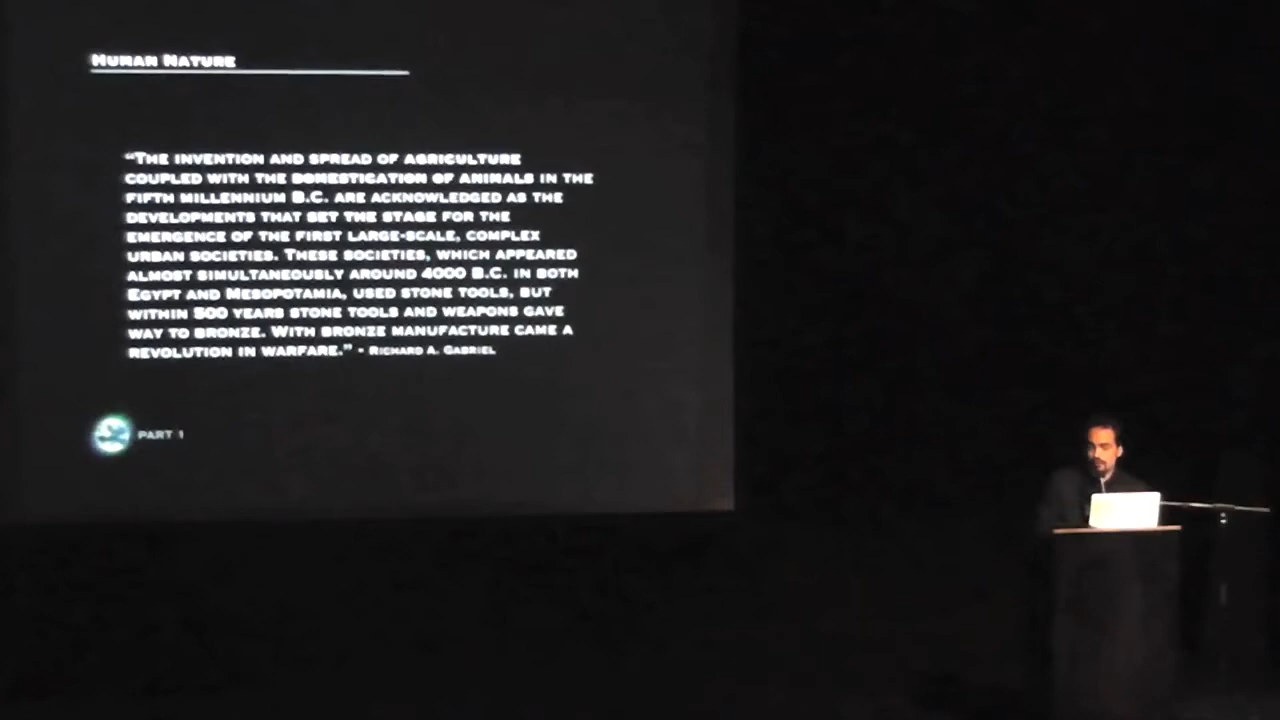 Human Nature
“The invention and spread of agriculture
coupled with the domestication of animals in the
fifth millennium B.C. are acknowledged as the
developments that set the stage for the
emergence of the first large-scale, complex
urban societies. These societies, which appeared
almost simultaneously around 4000 B.C. in both
Egypt and Mesopotamia, used stone tools, but
within 500 years stone tools and weapons gave
way to bronze. With bronze manufacture came a
revolution in warfare.” - Richard A. Gabriel
PART 1